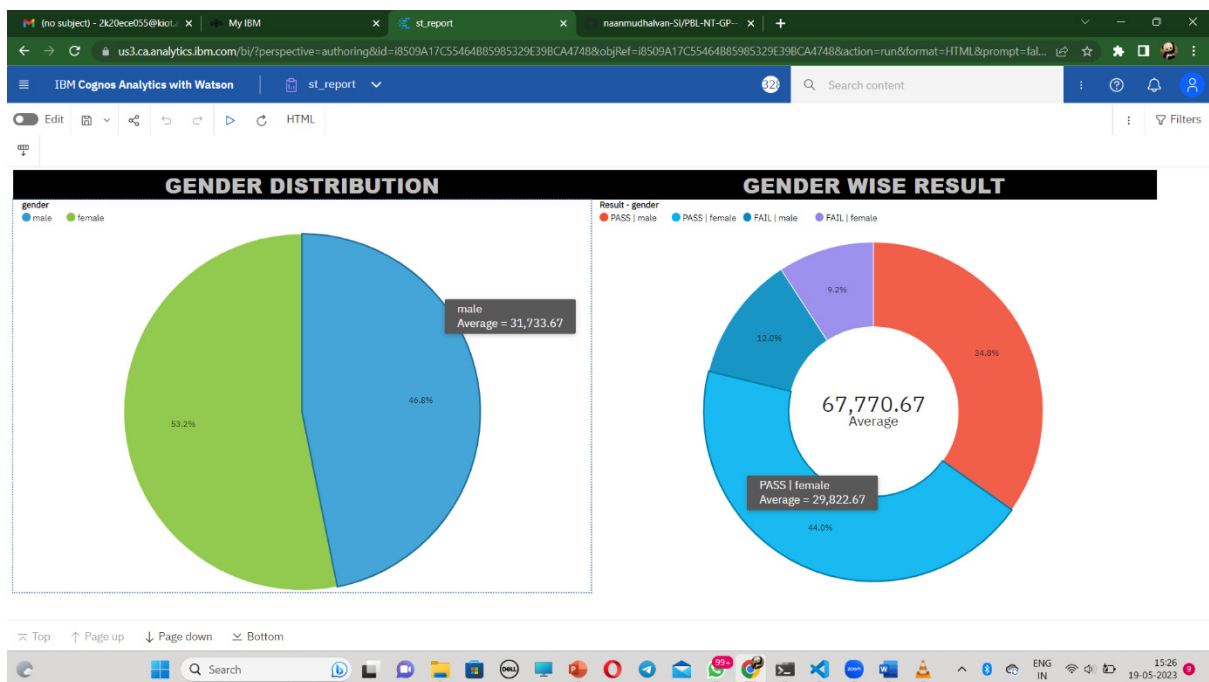 (no subject) - 2k20ece055@kiot.
My IBM
st_report
naanmudhalvan-SI/PBL-NT-GP--
us3.ca.analytics.ibm.com/bi/?perspective=authoring&id=i8509A17C55464B85985329E39BCA4748&objRef=i8509A17C55464B85985329E39BCA4748&action=run&format=HTML&prompt=fal...
IBM Cognos Analytics with Watson
st_report
328
Search content
Edit
HTML
Filters
GENDER DISTRIBUTION
gender
male female
male
Average = 31,733.67
46.8%
53.2%
GENDER WISE RESULT
Result - gender
PASS | male PASS | female FAIL | male FAIL | female
9.2%
12.0%
34.8%
67,770.67
Average
PASS | female
Average = 29,822.67
44.0%
Top Page up Page down Bottom
Search
DELL
99+
zoom
ENG
IN
15:26
19-05-2023
9